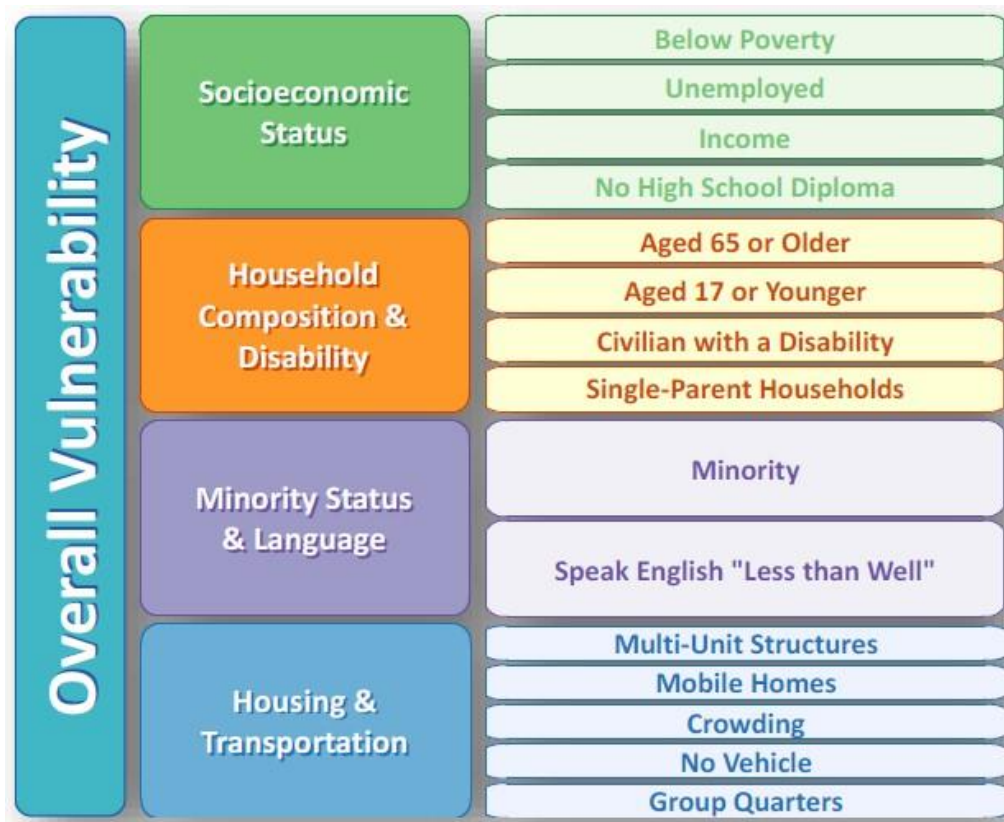 Overall Vulnerability
Socioeconomic
Status
Below Poverty
Unemployed
Income
No High School Diploma
Household
Composition &
Disability
Aged 65 or Older
Aged 17 or Younger
Civilian with a Disability
Single-Parent Households
Minority Status
& Language
Minority
Speak English "Less than Well"
Housing &
Transportation
Multi-Unit Structures
Mobile Homes
Crowding
No Vehicle
Group Quarters